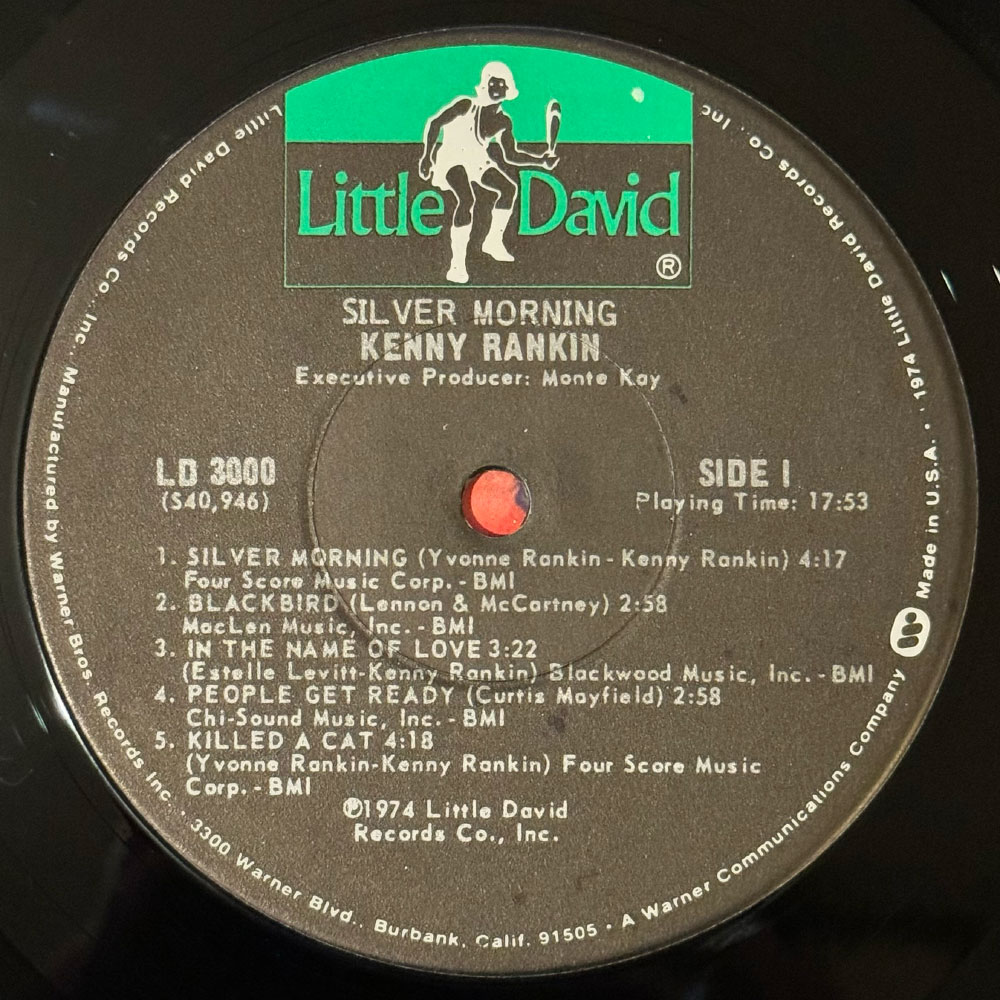 Little David
®
SILVER MORNING
KENNY RANKIN
Executive Producer: Monte Kay
LD 3000
(S40,946)
SIDE I
Playing Time: 17:53
1. SILVER MORNING (Yvonne Rankin - Kenny Rankin) 4:17
Four Score Music Corp. - BMI
2. BLACKBIRD (Lennon & McCartney) 2:58
MacLen Music, Inc. - BMI
3. IN THE NAME OF LOVE 3:22
(Estelle Levitt-Kenny Rankin) Blackwood Music, Inc. - BMI
4. PEOPLE GET READY (Curtis Mayfield) 2:58
Chi-Sound Music, Inc. - BMI
5. KILLED A CAT 4:18
(Yvonne Rankin-Kenny Rankin) Four Score Music
Corp. - BMI
℗1974 Little David
Records Co., Inc.
Little David Records Co., Inc. Manufactured by Warner Bros. Records Inc. • 3300 Warner Blvd., Burbank, Calif. 91505 • A Warner Communications Company Made in U.S.A. • 1974 Little David Records Co., Inc.